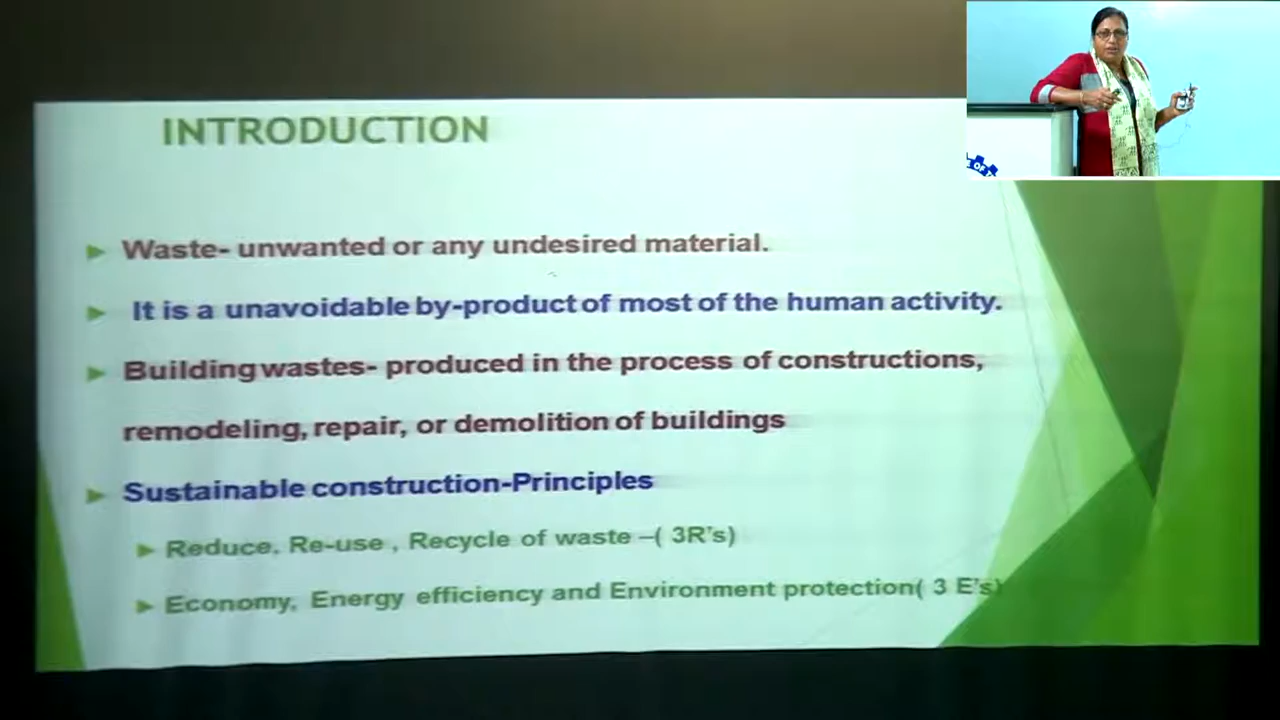 INTRODUCTION
Waste- unwanted or any undesired material.
It is a unavoidable by-product of most of the human activity.
Building wastes- produced in the process of constructions,
remodeling, repair, or demolition of buildings
Sustainable construction-Principles
Reduce, Re-use , Recycle of waste –( 3R's)
Economy, Energy efficiency and Environment protection( 3 E's)